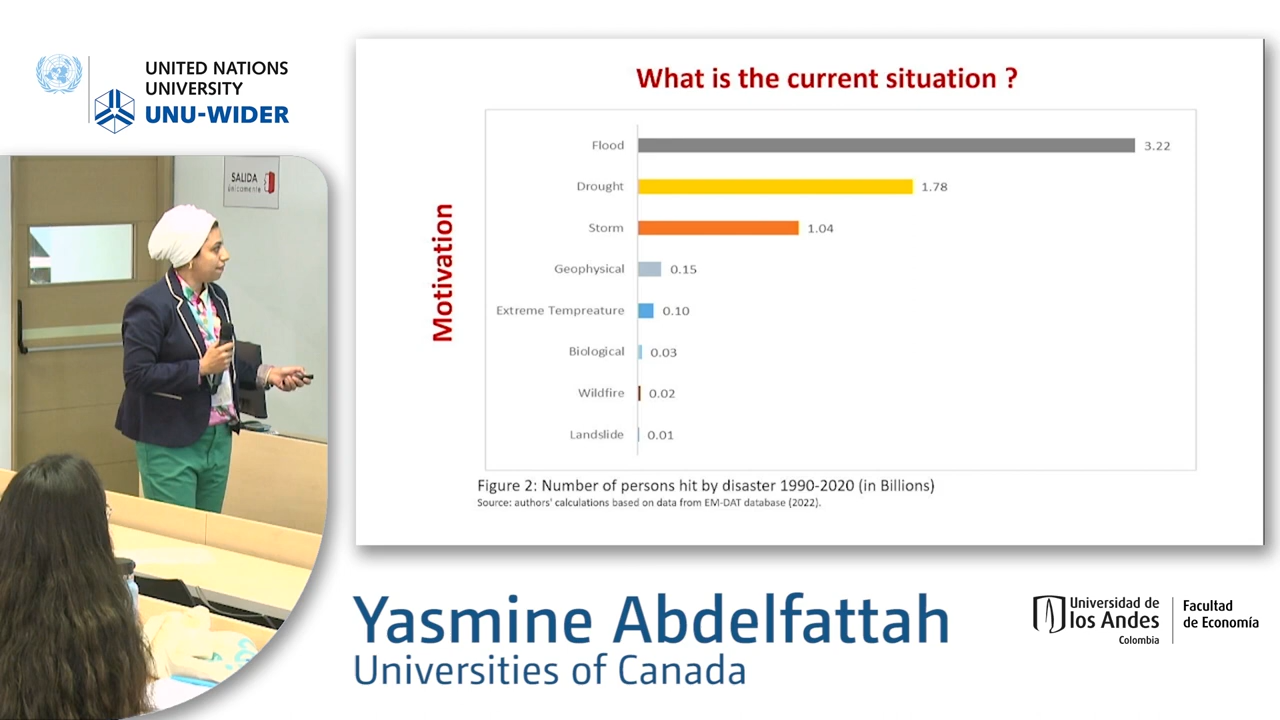 UNITED NATIONS
UNIVERSITY
UNU-WIDER
SALIDA
únicamente
What is the current situation ?
Motivation
Flood 3.22
Drought 1.78
Storm 1.04
Geophysical 0.15
Extreme Tempreature 0.10
Biological 0.03
Wildfire 0.02
Landslide 0.01
Figure 2: Number of persons hit by disaster 1990-2020 (in Billions)
Source: authors' calculations based on data from EM-DAT database (2022).
Yasmine Abdelfattah
Universities of Canada
Universidad de
los Andes
Colombia
Facultad
de Economía